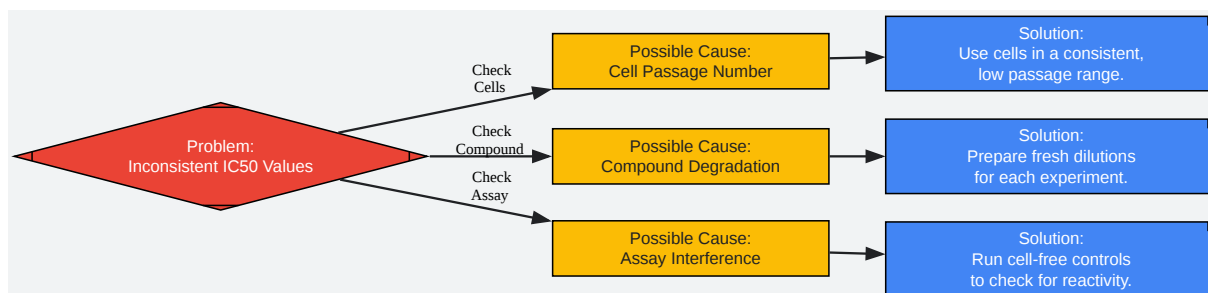 Problem:
Inconsistent IC50 Values
Check
Cells
Possible Cause:
Cell Passage Number
Solution:
Use cells in a consistent,
low passage range.
Check
Compound
Possible Cause:
Compound Degradation
Solution:
Prepare fresh dilutions
for each experiment.
Check
Assay
Possible Cause:
Assay Interference
Solution:
Run cell-free controls
to check for reactivity.